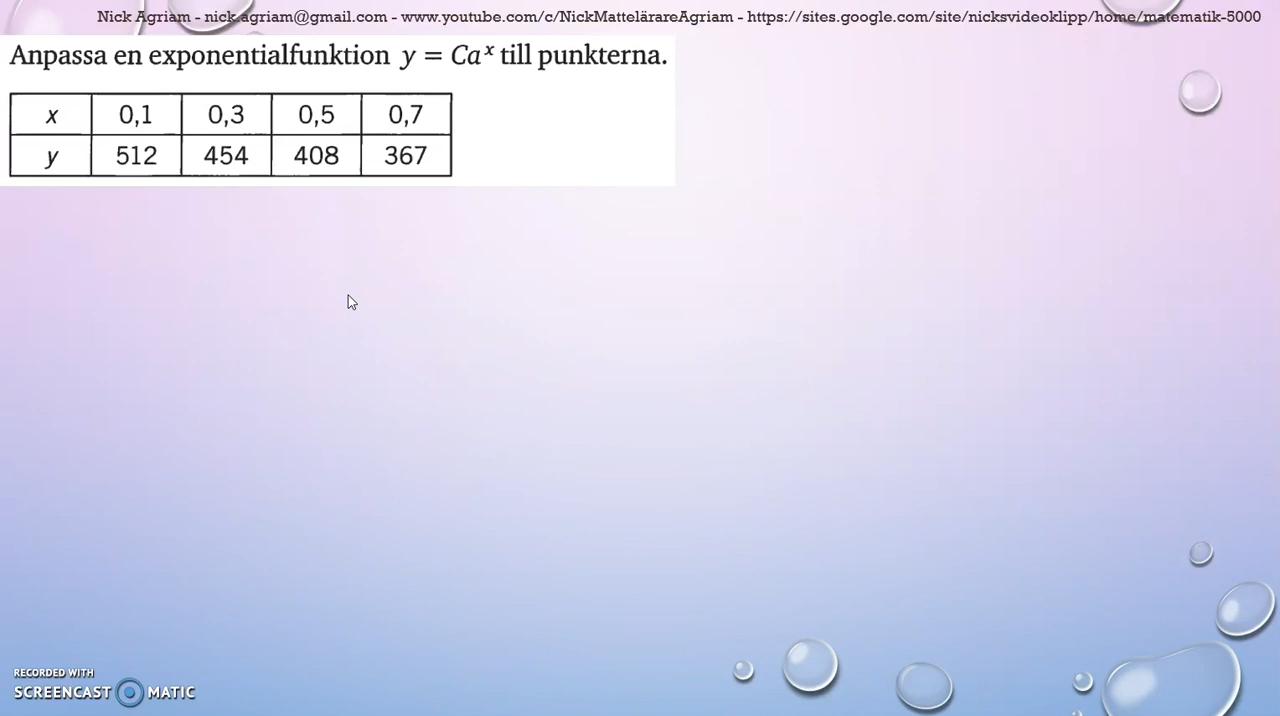 Nick Agriam - nick.agriam@gmail.com - www.youtube.com/c/NickMattelärareAgriam - https://sites.google.com/site/nicksvideoklipp/home/matematik-5000
Anpassa en exponentialfunktion y = Caˣ till punkterna.
x 0,1 0,3 0,5 0,7
y 512 454 408 367
RECORDED WITH
SCREENCAST MATIC